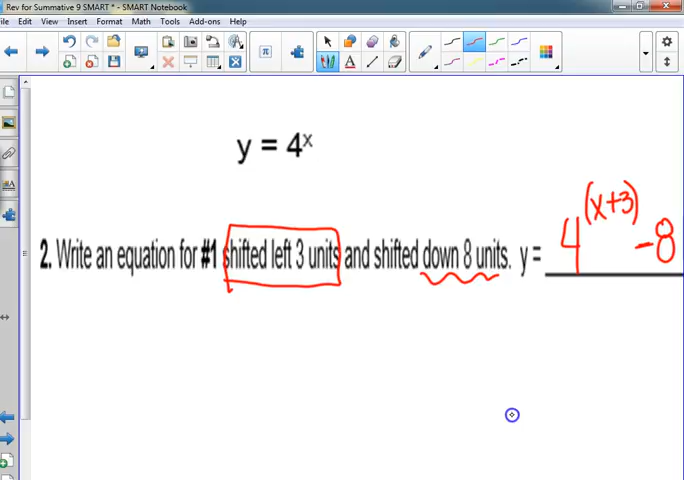 Rev for Summative 9 SMART * - SMART Notebook
Edit View Insert Format Math Tools Add-ons Help
y = 4ˣ
2. Write an equation for #1 shifted left 3 units and shifted down 8 units. y = 4⁽ˣ⁺³⁾ - 8